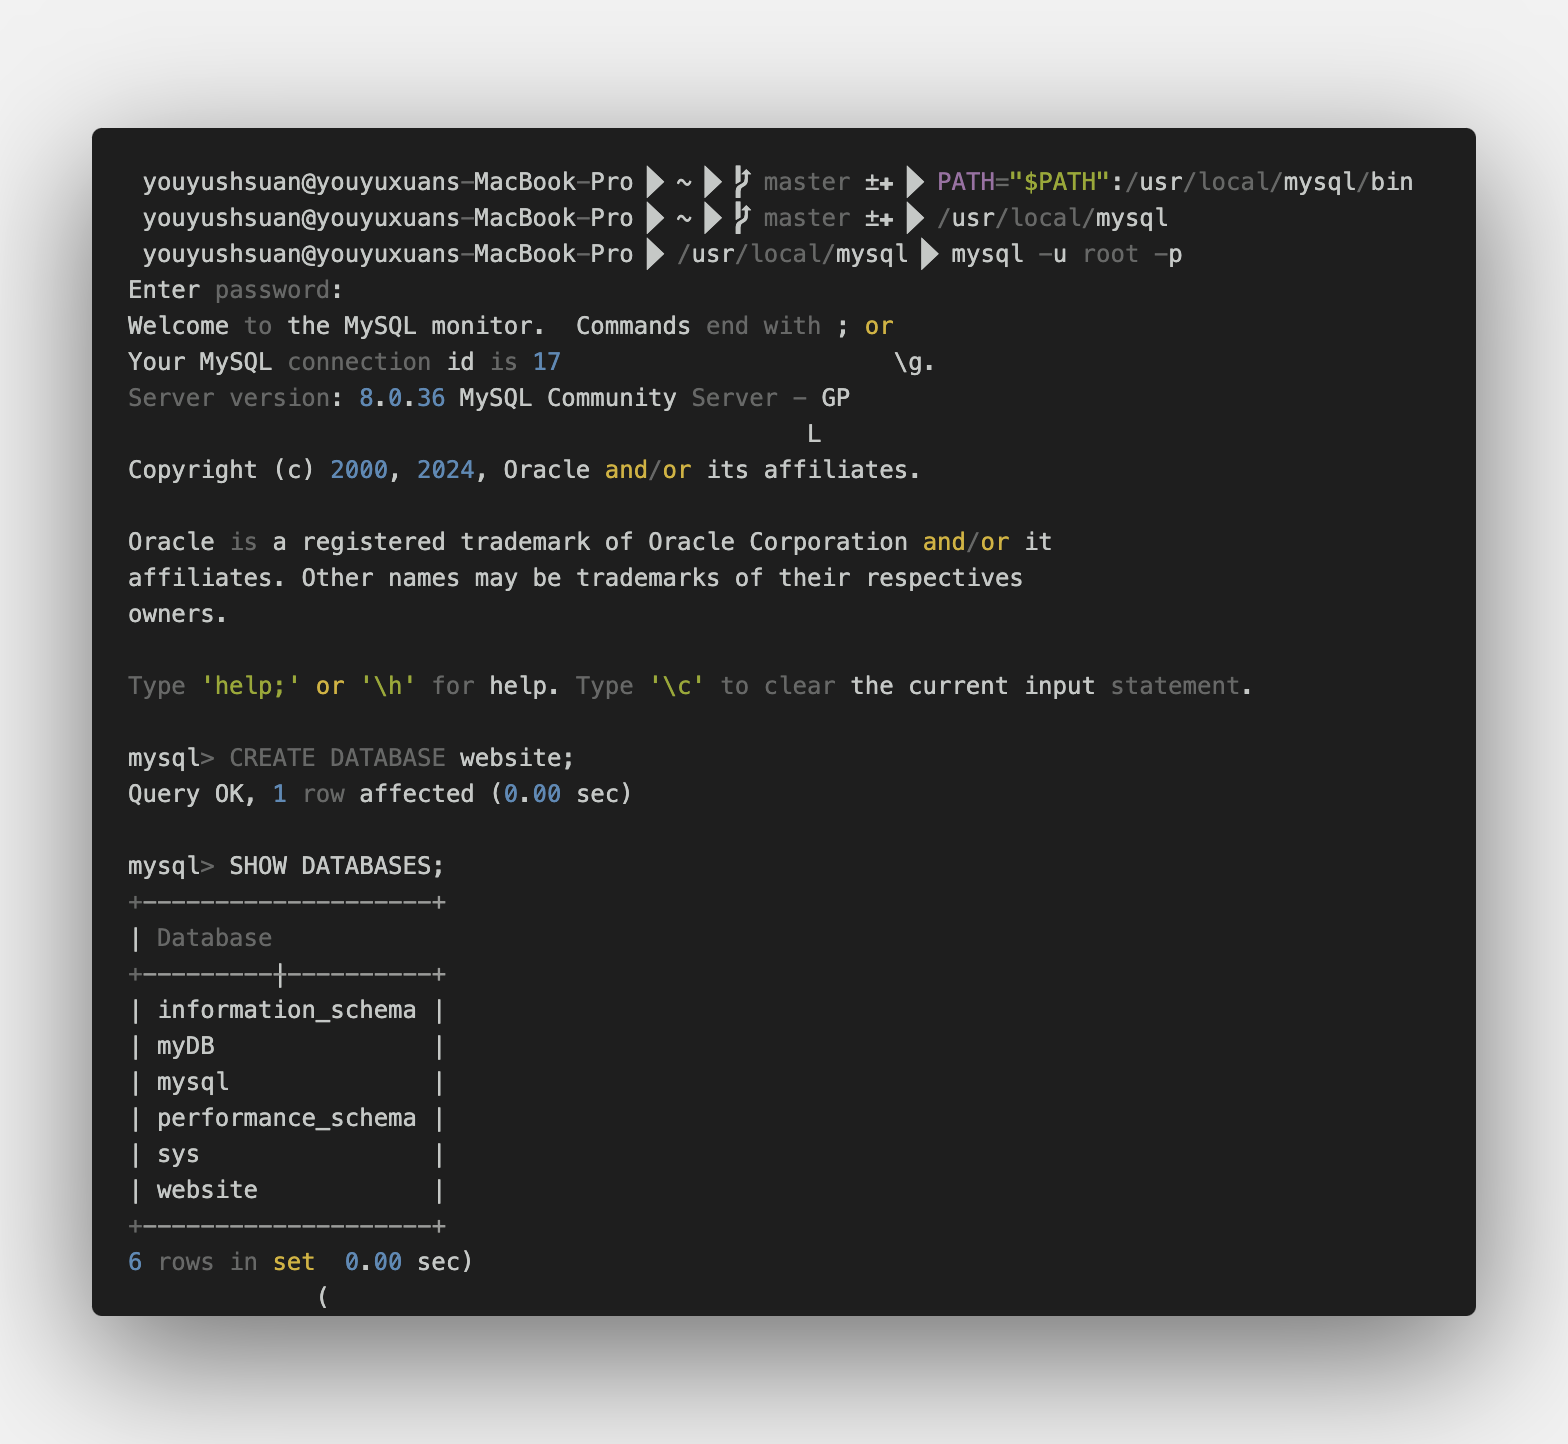 youyushsuan@youyuxuans-MacBook-Pro ~ master ±✚ PATH="$PATH":/usr/local/mysql/bin
youyushsuan@youyuxuans-MacBook-Pro ~ master ±✚ /usr/local/mysql
youyushsuan@youyuxuans-MacBook-Pro /usr/local/mysql mysql -u root -p
Enter password:
Welcome to the MySQL monitor.  Commands end with ; or
Your MySQL connection id is 17 \g.
Server version: 8.0.36 MySQL Community Server - GP
L
Copyright (c) 2000, 2024, Oracle and/or its affiliates.

Oracle is a registered trademark of Oracle Corporation and/or it
affiliates. Other names may be trademarks of their respectives
owners.

Type 'help;' or '\h' for help. Type '\c' to clear the current input statement.

mysql> CREATE DATABASE website;
Query OK, 1 row affected (0.00 sec)

mysql> SHOW DATABASES;
+--------------------+
| Database
+---------|----------+
| information_schema |
| myDB               |
| mysql              |
| performance_schema |
| sys                |
| website            |
+--------------------+
6 rows in set  0.00 sec)
(